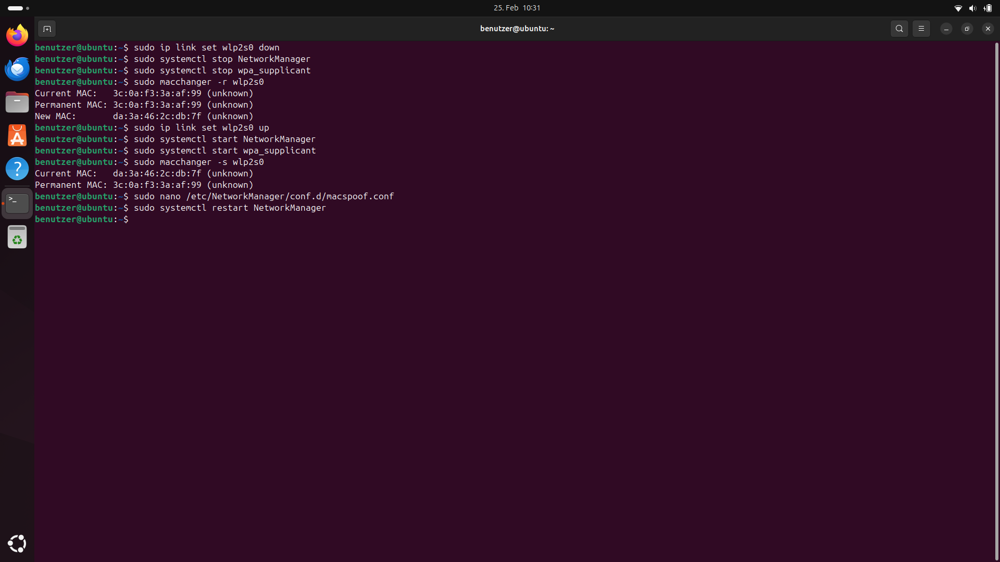 25. Feb 10:31
benutzer@ubuntu: ~
benutzer@ubuntu:~$ sudo ip link set wlp2s0 down
benutzer@ubuntu:~$ sudo systemctl stop NetworkManager
benutzer@ubuntu:~$ sudo systemctl stop wpa_supplicant
benutzer@ubuntu:~$ sudo macchanger -r wlp2s0
Current MAC:   3c:0a:f3:3a:af:99 (unknown)
Permanent MAC: 3c:0a:f3:3a:af:99 (unknown)
New MAC:       da:3a:46:2c:db:7f (unknown)
benutzer@ubuntu:~$ sudo ip link set wlp2s0 up
benutzer@ubuntu:~$ sudo systemctl start NetworkManager
benutzer@ubuntu:~$ sudo systemctl start wpa_supplicant
benutzer@ubuntu:~$ sudo macchanger -s wlp2s0
Current MAC:   da:3a:46:2c:db:7f (unknown)
Permanent MAC: 3c:0a:f3:3a:af:99 (unknown)
benutzer@ubuntu:~$ sudo nano /etc/NetworkManager/conf.d/macspoof.conf
benutzer@ubuntu:~$ sudo systemctl restart NetworkManager
benutzer@ubuntu:~$